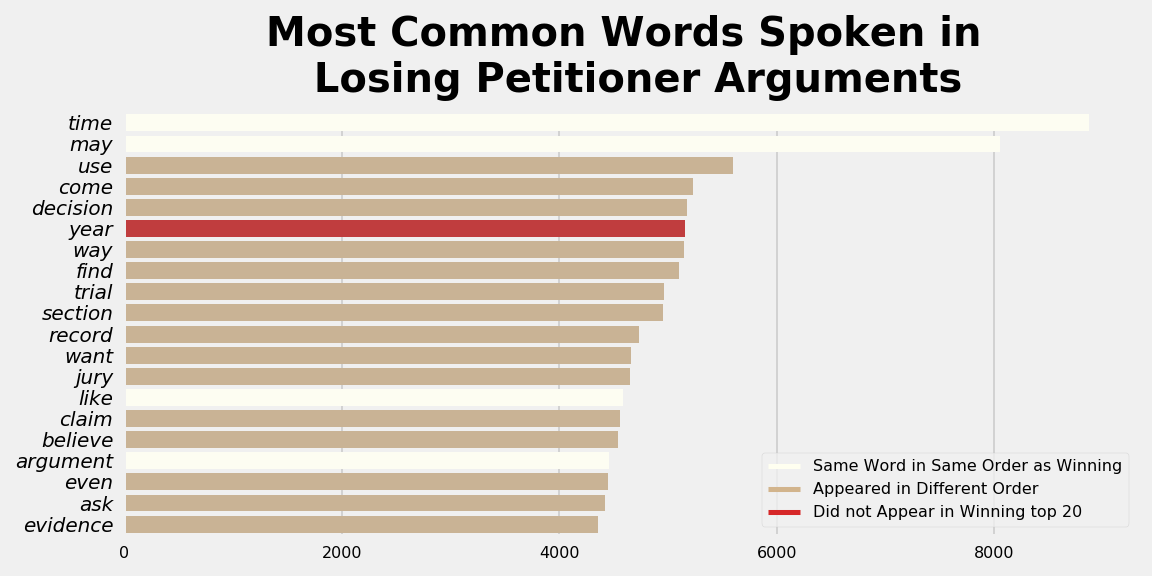 Most Common Words Spoken in
Losing Petitioner Arguments
time
may
use
come
decision
year
way
find
trial
section
record
want
jury
like
claim
believe
argument
even
ask
evidence
Same Word in Same Order as Winning
Appeared in Different Order
Did not Appear in Winning top 20
0 2000 4000 6000 8000